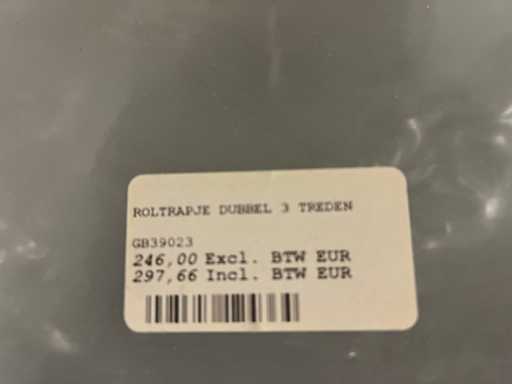 ROLTRAPJE DUBBEL 3 TREDEN
GB39023
246,00 Excl. BTW EUR
297,66 Incl. BTW EUR